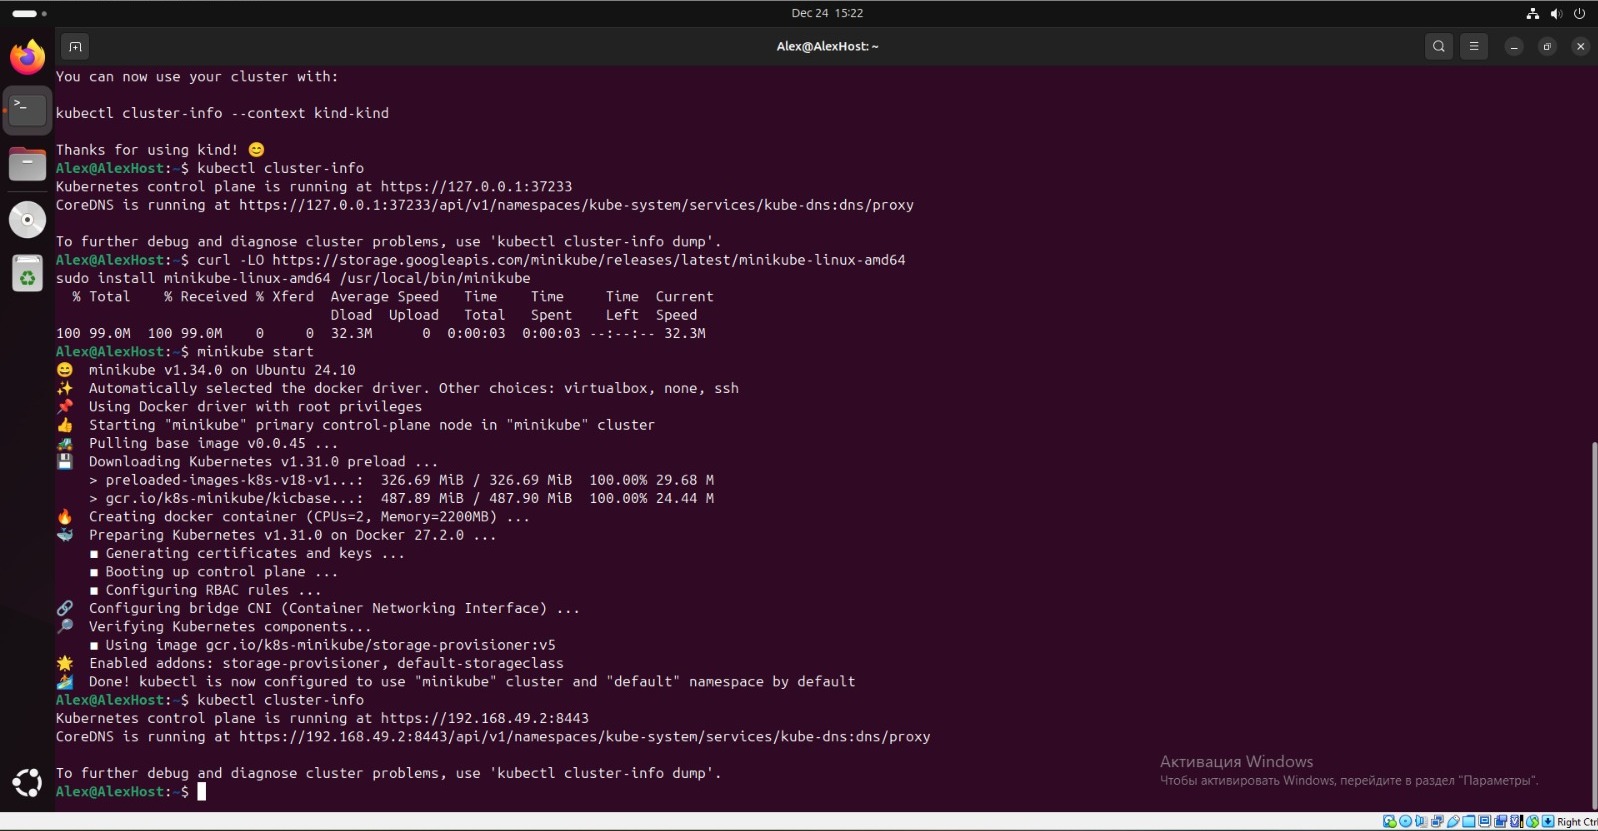 Dec 24 15:22
Alex@AlexHost: ~
You can now use your cluster with:
kubectl cluster-info --context kind-kind
Thanks for using kind! 😊
Alex@AlexHost:~$ kubectl cluster-info
Kubernetes control plane is running at https://127.0.0.1:37233
CoreDNS is running at https://127.0.0.1:37233/api/v1/namespaces/kube-system/services/kube-dns:dns/proxy
To further debug and diagnose cluster problems, use 'kubectl cluster-info dump'.
Alex@AlexHost:~$ curl -LO https://storage.googleapis.com/minikube/releases/latest/minikube-linux-amd64
sudo install minikube-linux-amd64 /usr/local/bin/minikube
% Total % Received % Xferd Average Speed Time Time Time Current
Dload Upload Total Spent Left Speed
100 99.0M 100 99.0M 0 0 32.3M 0 0:00:03 0:00:03 --:--:-- 32.3M
Alex@AlexHost:~$ minikube start
😄 minikube v1.34.0 on Ubuntu 24.10
✨ Automatically selected the docker driver. Other choices: virtualbox, none, ssh
📌 Using Docker driver with root privileges
👍 Starting "minikube" primary control-plane node in "minikube" cluster
🚜 Pulling base image v0.0.45 ...
💾 Downloading Kubernetes v1.31.0 preload ...
> preloaded-images-k8s-v18-v1...: 326.69 MiB / 326.69 MiB 100.00% 29.68 M
> gcr.io/k8s-minikube/kicbase...: 487.89 MiB / 487.90 MiB 100.00% 24.44 M
🔥 Creating docker container (CPUs=2, Memory=2200MB) ...
🐳 Preparing Kubernetes v1.31.0 on Docker 27.2.0 ...
▪ Generating certificates and keys ...
▪ Booting up control plane ...
▪ Configuring RBAC rules ...
🔗 Configuring bridge CNI (Container Networking Interface) ...
🔎 Verifying Kubernetes components...
▪ Using image gcr.io/k8s-minikube/storage-provisioner:v5
🌟 Enabled addons: storage-provisioner, default-storageclass
🏄 Done! kubectl is now configured to use "minikube" cluster and "default" namespace by default
Alex@AlexHost:~$ kubectl cluster-info
Kubernetes control plane is running at https://192.168.49.2:8443
CoreDNS is running at https://192.168.49.2:8443/api/v1/namespaces/kube-system/services/kube-dns:dns/proxy
To further debug and diagnose cluster problems, use 'kubectl cluster-info dump'.
Alex@AlexHost:~$
Активация Windows
Чтобы активировать Windows, перейдите в раздел "Параметры".
Right Ctrl